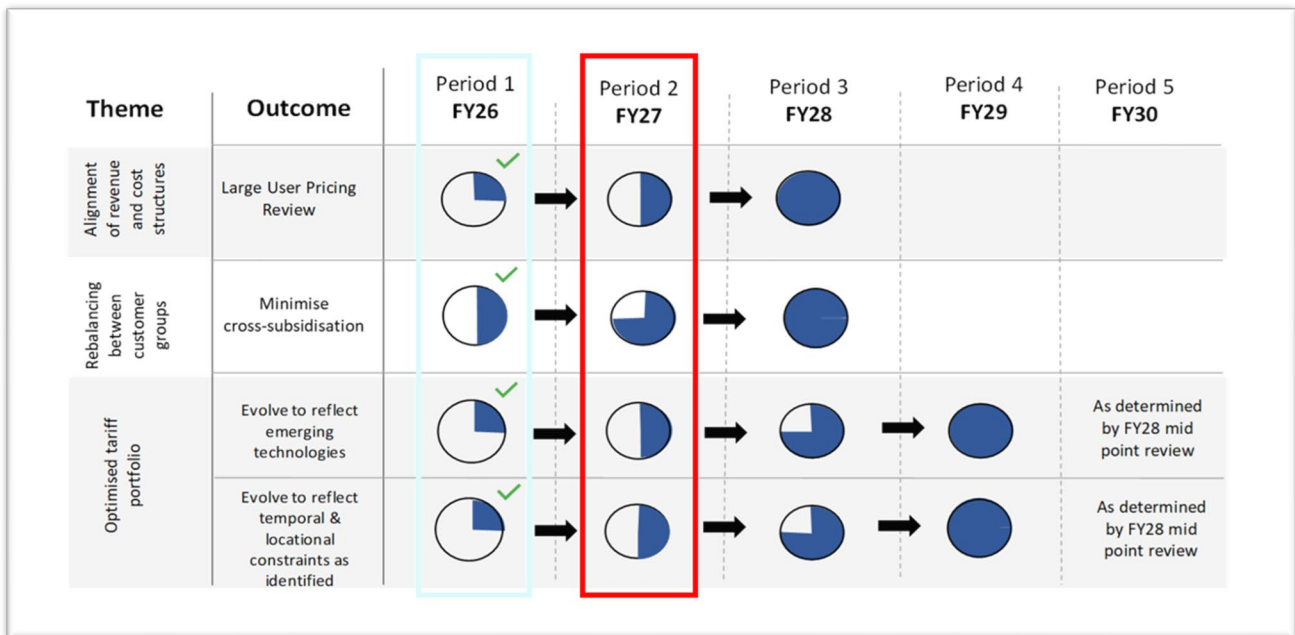 Theme
Outcome
Period 1
FY26
Period 2
FY27
Period 3
FY28
Period 4
FY29
Period 5
FY30
Alignment
of revenue
and cost
structures
Large User Pricing
Review
Rebalancing
between
customer
groups
Minimise
cross-subsidisation
Optimised tariff
portfolio
Evolve to reflect
emerging
technologies
As determined
by FY28 mid
point review
Evolve to reflect
temporal &
locational
constraints as
identified
As determined
by FY28 mid
point review